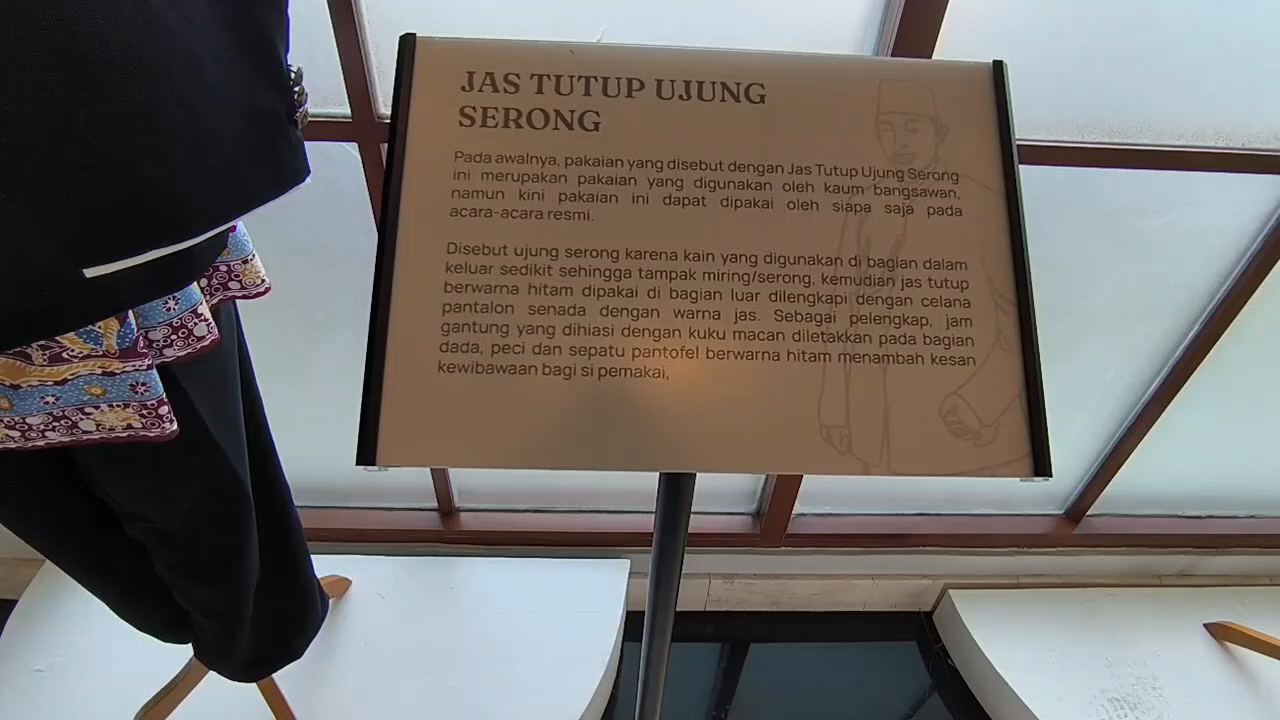 JAS TUTUP UJUNG
SERONG
Pada awalnya, pakaian yang disebut dengan Jas Tutup Ujung Serong
ini merupakan pakaian yang digunakan oleh kaum bangsawan,
namun kini pakaian ini dapat dipakai oleh siapa saja pada
acara-acara resmi.
Disebut ujung serong karena kain yang digunakan di bagian dalam
keluar sedikit sehingga tampak miring/serong, kemudian jas tutup
berwarna hitam dipakai di bagian luar dilengkapi dengan celana
pantalon senada dengan warna jas. Sebagai pelengkap, jam
gantung yang dihiasi dengan kuku macan diletakkan pada bagian
dada, peci dan sepatu pantofel berwarna hitam menambah kesan
kewibawaan bagi si pemakai,